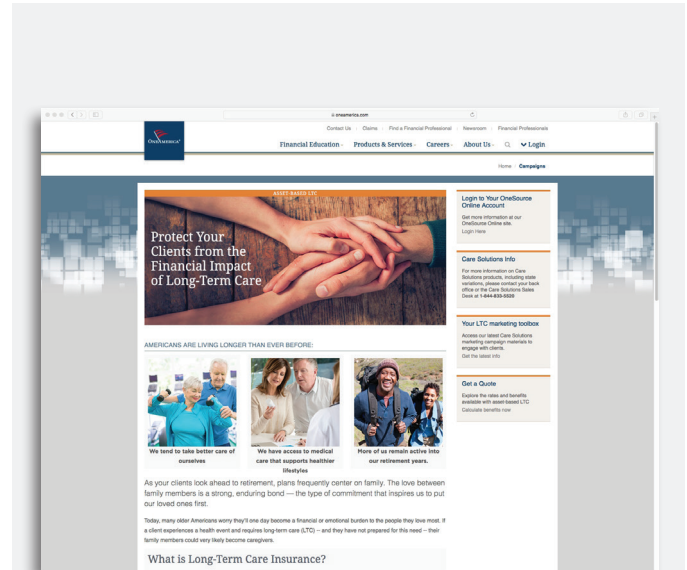 oneamerica.com
Contact Us Claims Find a Financial Professional Newsroom Financial Professionals
ONEAMERICA®
Financial Education Products & Services Careers About Us Login
Home Campaigns
ASSET-BASED LTC
Protect Your
Clients from the
Financial Impact
of Long-Term Care
AMERICANS ARE LIVING LONGER THAN EVER BEFORE:
We tend to take better care of
ourselves
We have access to medical
care that supports healthier
lifestyles
More of us remain active into
our retirement years.
As your clients look ahead to retirement, plans frequently center on family. The love between
family members is a strong, enduring bond — the type of commitment that inspires us to put
our loved ones first.
Today, many older Americans worry they'll one day become a financial or emotional burden to the people they love most. If
a client experiences a health event and requires long-term care (LTC) – and they have not prepared for this need – their
family members could very likely become caregivers.
What is Long-Term Care Insurance?
Login to Your OneSource
Online Account
Get more information at our
OneSource Online site.
Login Here
Care Solutions Info
For more information on Care
Solutions products, including state
variations, please contact your back
office or the Care Solutions Sales
Desk at 1-844-833-5520
Your LTC marketing toolbox
Access our latest Care Solutions
marketing campaign materials to
engage with clients.
Get the latest info
Get a Quote
Explore the rates and benefits
available with asset-based LTC
Calculate benefits now